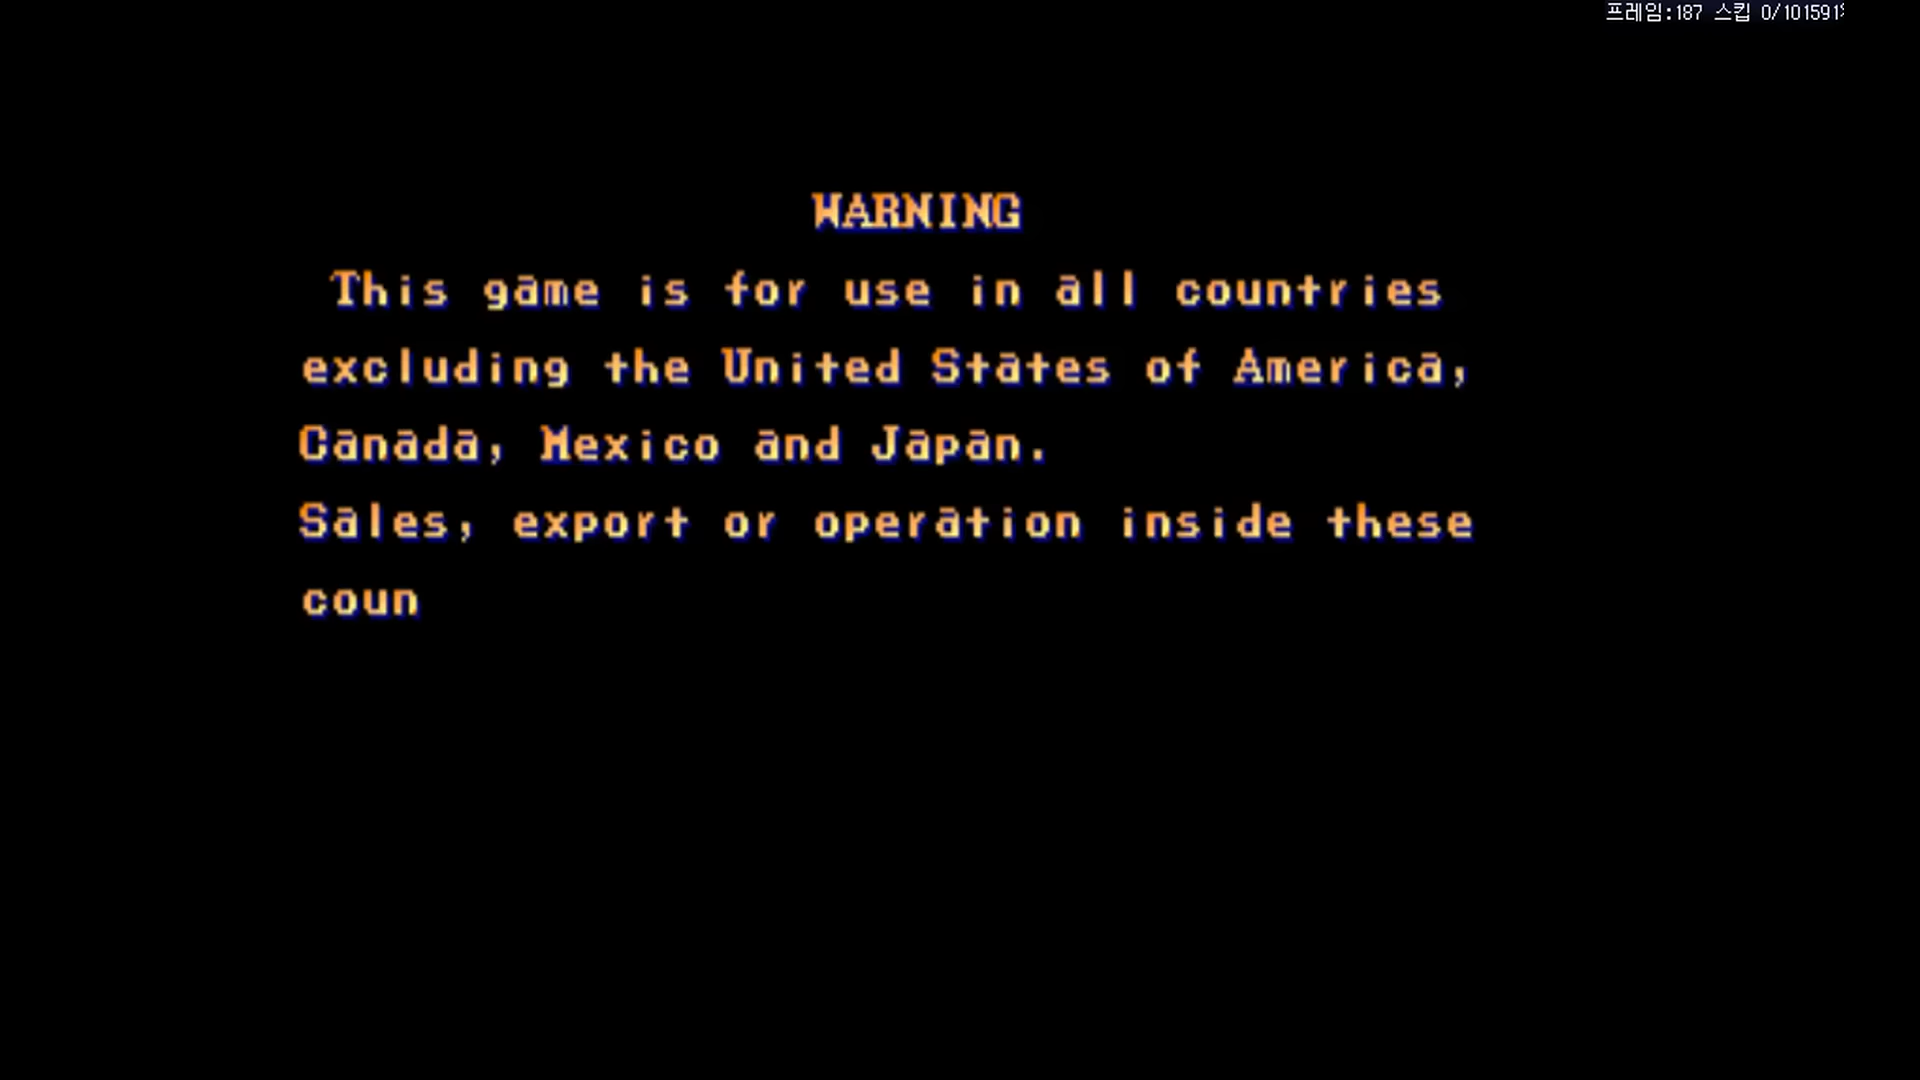 프레임:187 스킵 0/101591%
WARNING
This game is for use in all countries
excluding the United States of America,
Canada, Mexico and Japan.
Sales, export or operation inside these
coun